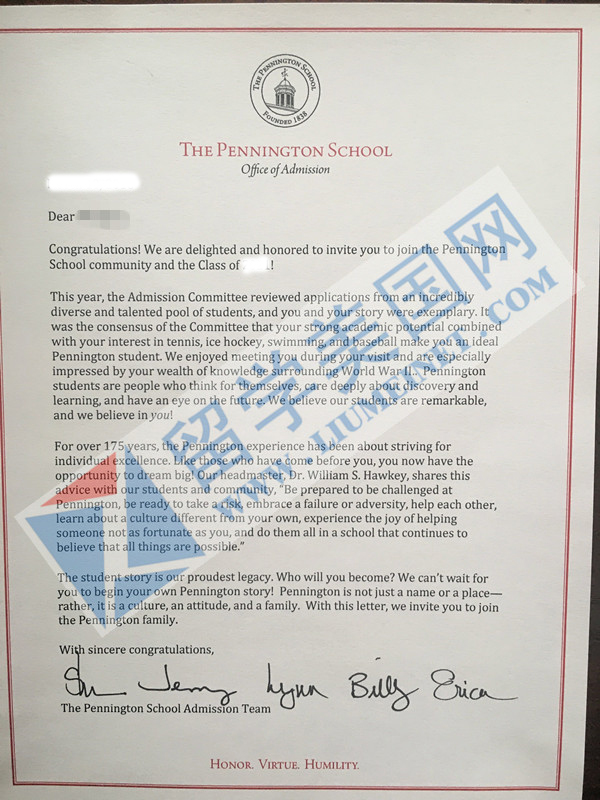 THE PENNINGTON SCHOOL
FOUNDED 1838
THE PENNINGTON SCHOOL
Office of Admission
Dear
Congratulations! We are delighted and honored to invite you to join the Pennington
School community and the Class of !
This year, the Admission Committee reviewed applications from an incredibly
diverse and talented pool of students, and you and your story were exemplary. It
was the consensus of the Committee that your strong academic potential combined
with your interest in tennis, ice hockey, swimming, and baseball make you an ideal
Pennington student. We enjoyed meeting you during your visit and are especially
impressed by your wealth of knowledge surrounding World War II. Pennington
students are people who think for themselves, care deeply about discovery and
learning, and have an eye on the future. We believe our students are remarkable,
and we believe in you!
For over 175 years, the Pennington experience has been about striving for
individual excellence. Like those who have come before you, you now have the
opportunity to dream big! Our headmaster, Dr. William S. Hawkey, shares this
advice with our students and community, "Be prepared to be challenged at
Pennington, be ready to take a risk, embrace a failure or adversity, help each other,
learn about a culture different from your own, experience the joy of helping
someone not as fortunate as you, and do them all in a school that continues to
believe that all things are possible."
The student story is our proudest legacy. Who will you become? We can't wait for
you to begin your own Pennington story! Pennington is not just a name or a place—
rather, it is a culture, an attitude, and a family. With this letter, we invite you to join
the Pennington family.
With sincere congratulations,
Jerry Lynn Billy Erica
The Pennington School Admission Team
HONOR. VIRTUE. HUMILITY.
留学美国网
WWW.LIUMEINET.COM